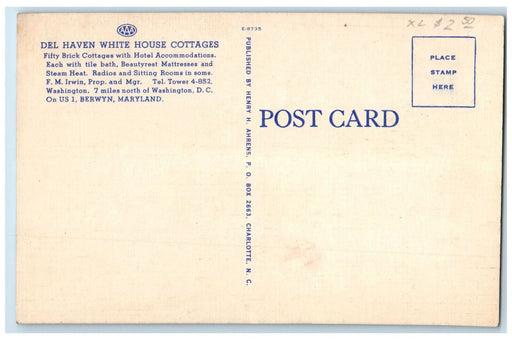 AAA
DEL HAVEN WHITE HOUSE COTTAGES
Fifty Brick Cottages with Hotel Accommodations.
Each with tile bath, Beautyrest Mattresses and
Steam Heat. Radios and Sitting Rooms in some.
F. M. Irwin, Prop. and Mgr. Tel. Tower 4-852,
Washington. 7 miles north of Washington, D. C.
On US 1, BERWYN, MARYLAND.
E-8735
PUBLISHED BY HENRY H. AHRENS, P. O. BOX 2663, CHARLOTTE, N. C.
POST CARD
XL $2 50
PLACE
STAMP
HERE